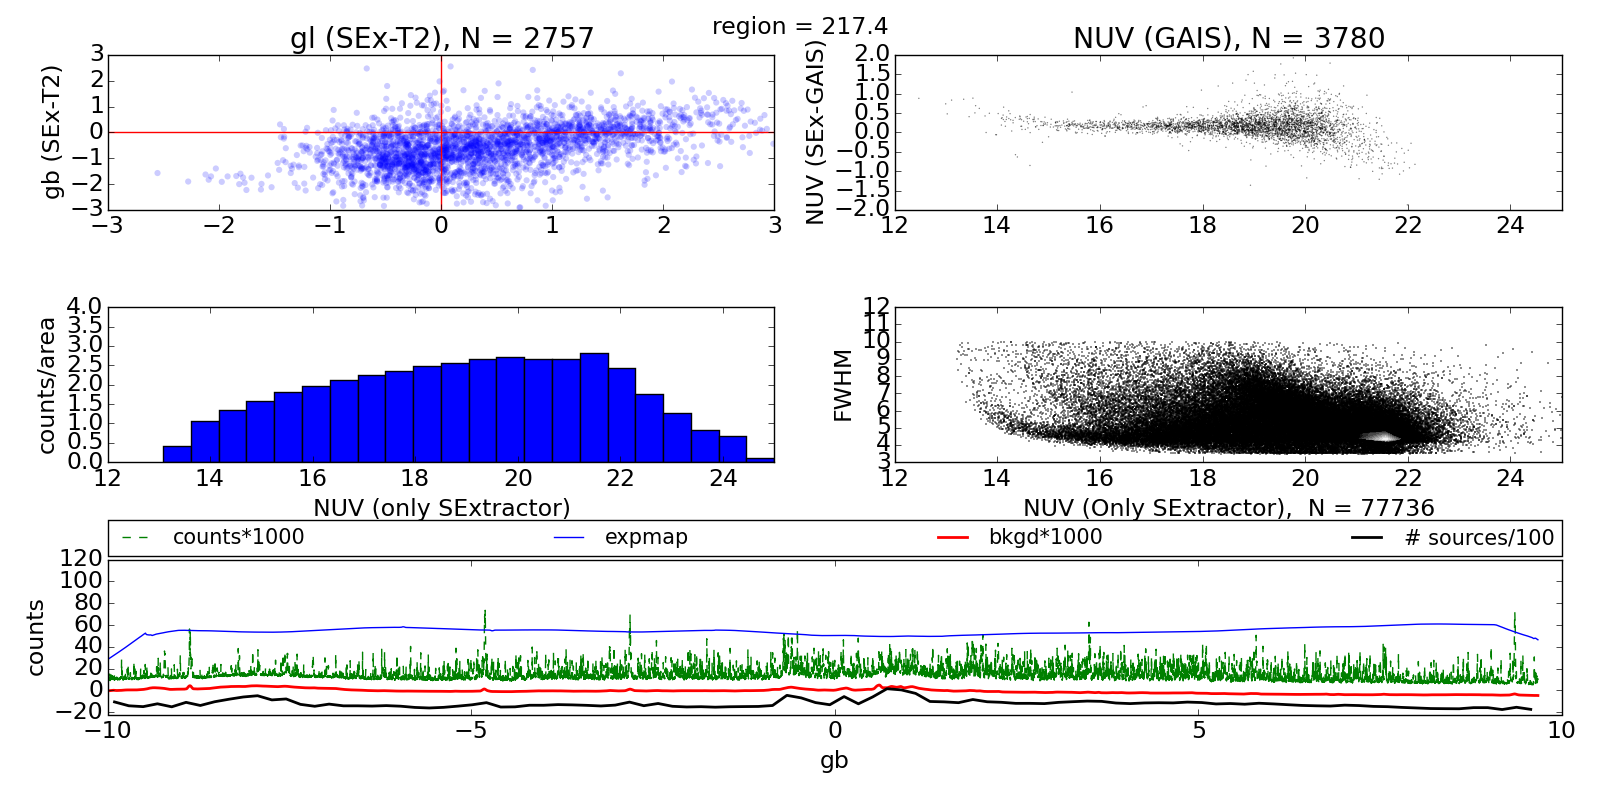 region = 217.4
gl (SEx-T2), N = 2757
gb (SEx-T2)
3
2
1
0
−1
−2
−3
−3 −2 −1 0 1 2 3
NUV (GAIS), N = 3780
NUV (SEx-GAIS)
2.0
1.5
1.0
0.5
0.0
−0.5
−1.0
−1.5
−2.0
12 14 16 18 20 22 24
counts/area
4.0
3.5
3.0
2.5
2.0
1.5
1.0
0.5
0.0
12 14 16 18 20 22 24
NUV (only SExtractor)
FWHM
12
11
10
9
8
7
6
5
4
3
12 14 16 18 20 22 24
NUV (Only SExtractor), N = 77736
counts*1000 expmap bkgd*1000 # sources/100
counts
120
100
80
60
40
20
0
−20
−10 −5 0 5 10
gb